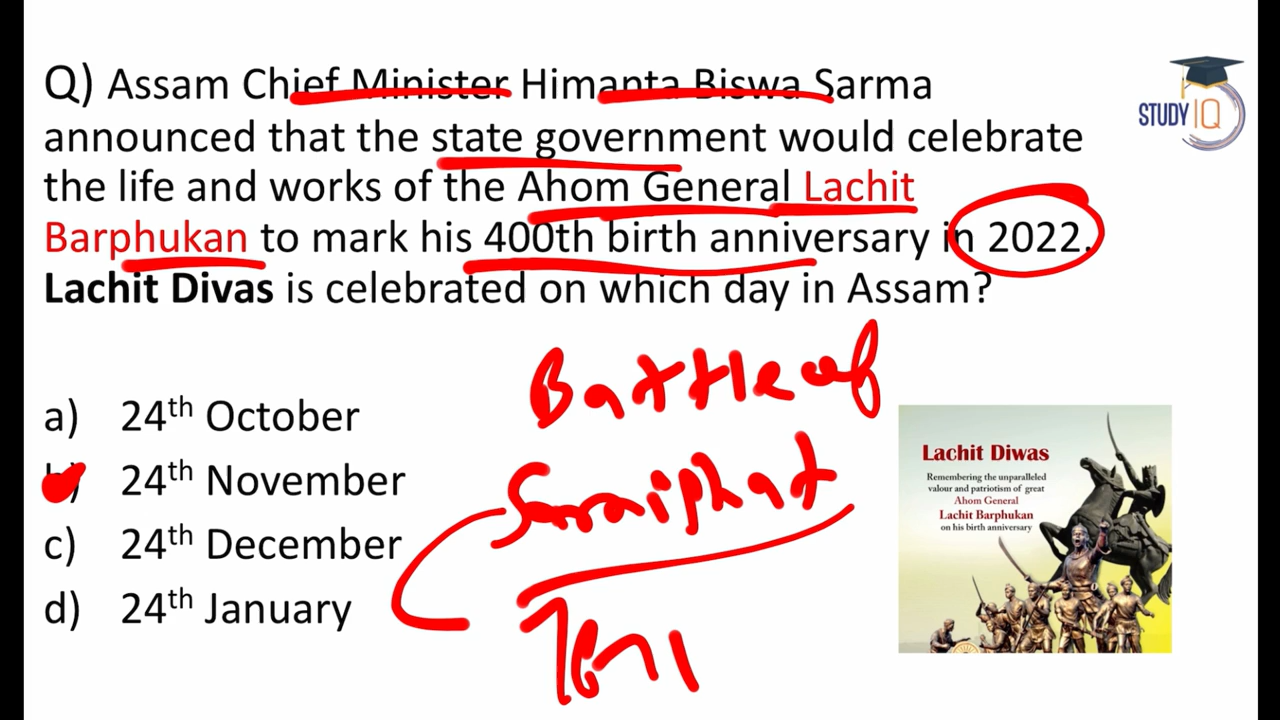 Q) Assam Chief Minister Himanta Biswa Sarma
announced that the state government would celebrate
the life and works of the Ahom General Lachit
Barphukan to mark his 400th birth anniversary in 2022.
Lachit Divas is celebrated on which day in Assam?
STUDY IQ
a) 24th October
b) 24th November
c) 24th December
d) 24th January
Battle of
Saraighat
Lachit Diwas
Remembering the unparalleled
valour and patriotism of great
Ahom General
Lachit Barphukan
on his birth anniversary